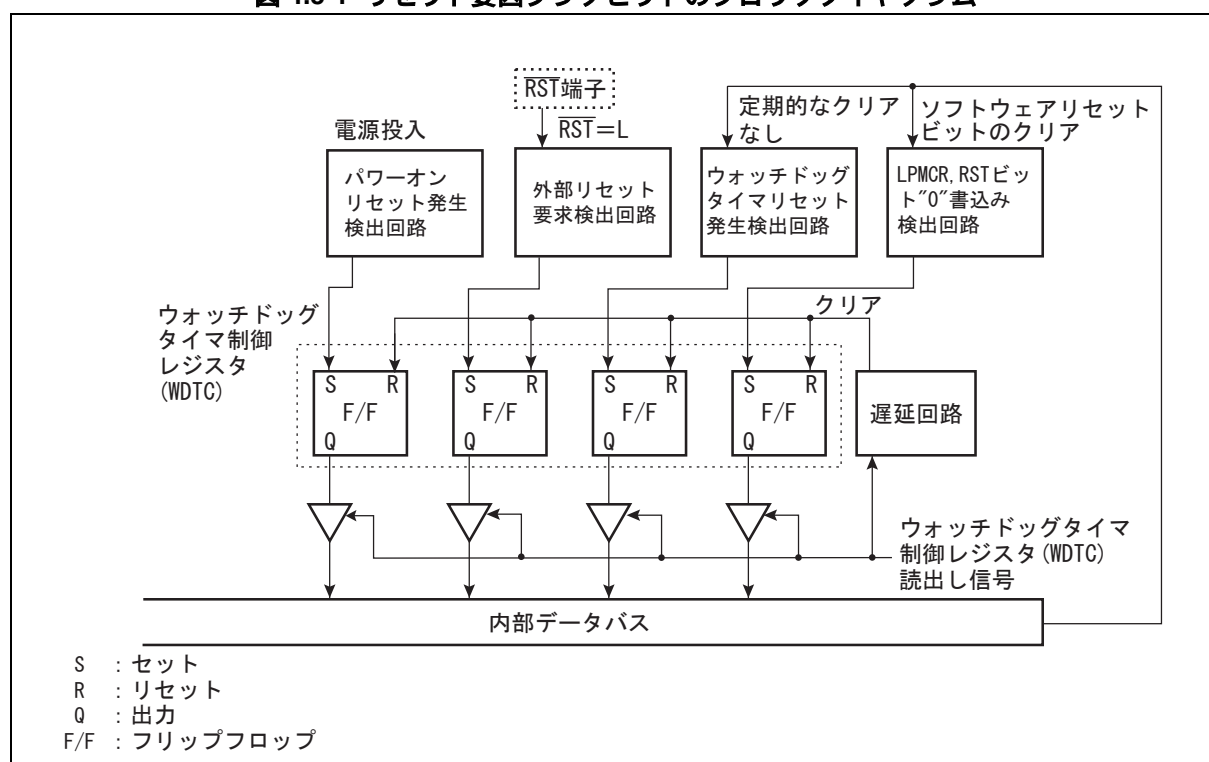 RST端子
電源投入
RST=L
定期的なクリア
なし
ソフトウェアリセット
ビットのクリア
パワーオン
リセット発生
検出回路
外部リセット
要求検出回路
ウォッチドッグ
タイマリセット
発生検出回路
LPMCR,RSTビッ
ト"0"書込み
検出回路
クリア
ウォッチドッグ
タイマ制御
レジスタ
(WDTC)
S R
F/F
Q
S R
F/F
Q
S R
F/F
Q
S R
F/F
Q
遅延回路
ウォッチドッグタイマ
制御レジスタ(WDTC)
読出し信号
内部データバス
S :セット
R :リセット
Q :出力
F/F :フリップフロップ